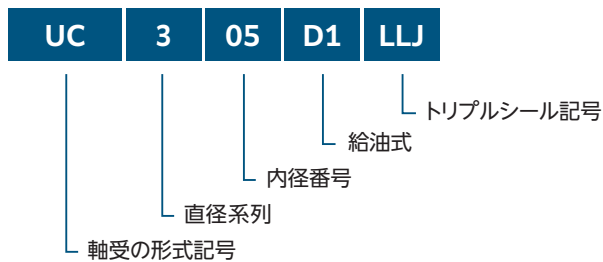 UC 3 05 D1 LLJ
トリプルシール記号
給油式
内径番号
直径系列
軸受の形式記号